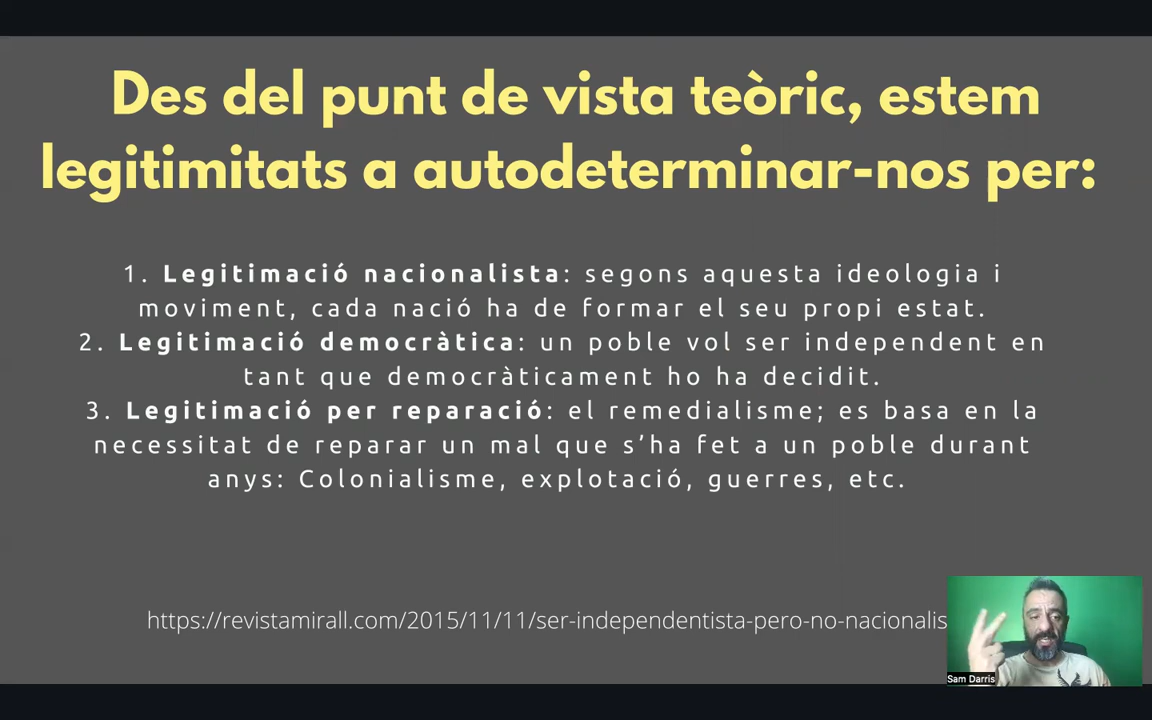 Des del punt de vista teòric, estem
legitimitats a autodeterminar-nos per:
1. Legitimació nacionalista: segons aquesta ideologia i
moviment, cada nació ha de formar el seu propi estat.
2. Legitimació democràtica: un poble vol ser independent en
tant que democràticament ho ha decidit.
3. Legitimació per reparació: el remedialisme; es basa en la
necessitat de reparar un mal que s’ha fet a un poble durant
anys: Colonialisme, explotació, guerres, etc.
https://revistamirall.com/2015/11/11/ser-independentista-pero-no-nacionalis
Sam Darris